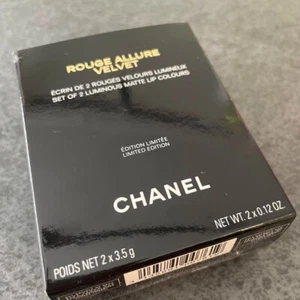 ROUGE ALLURE
VELVET
ÉCRIN DE 2 ROUGES VELOURS LUMINEUX
SET OF 2 LUMINOUS MATTE LIP COLOURS
ÉDITION LIMITÉE
LIMITED EDITION
CHANEL
POIDS NET 2 x 3.5 g
NET WT. 2 x 0.12 OZ.